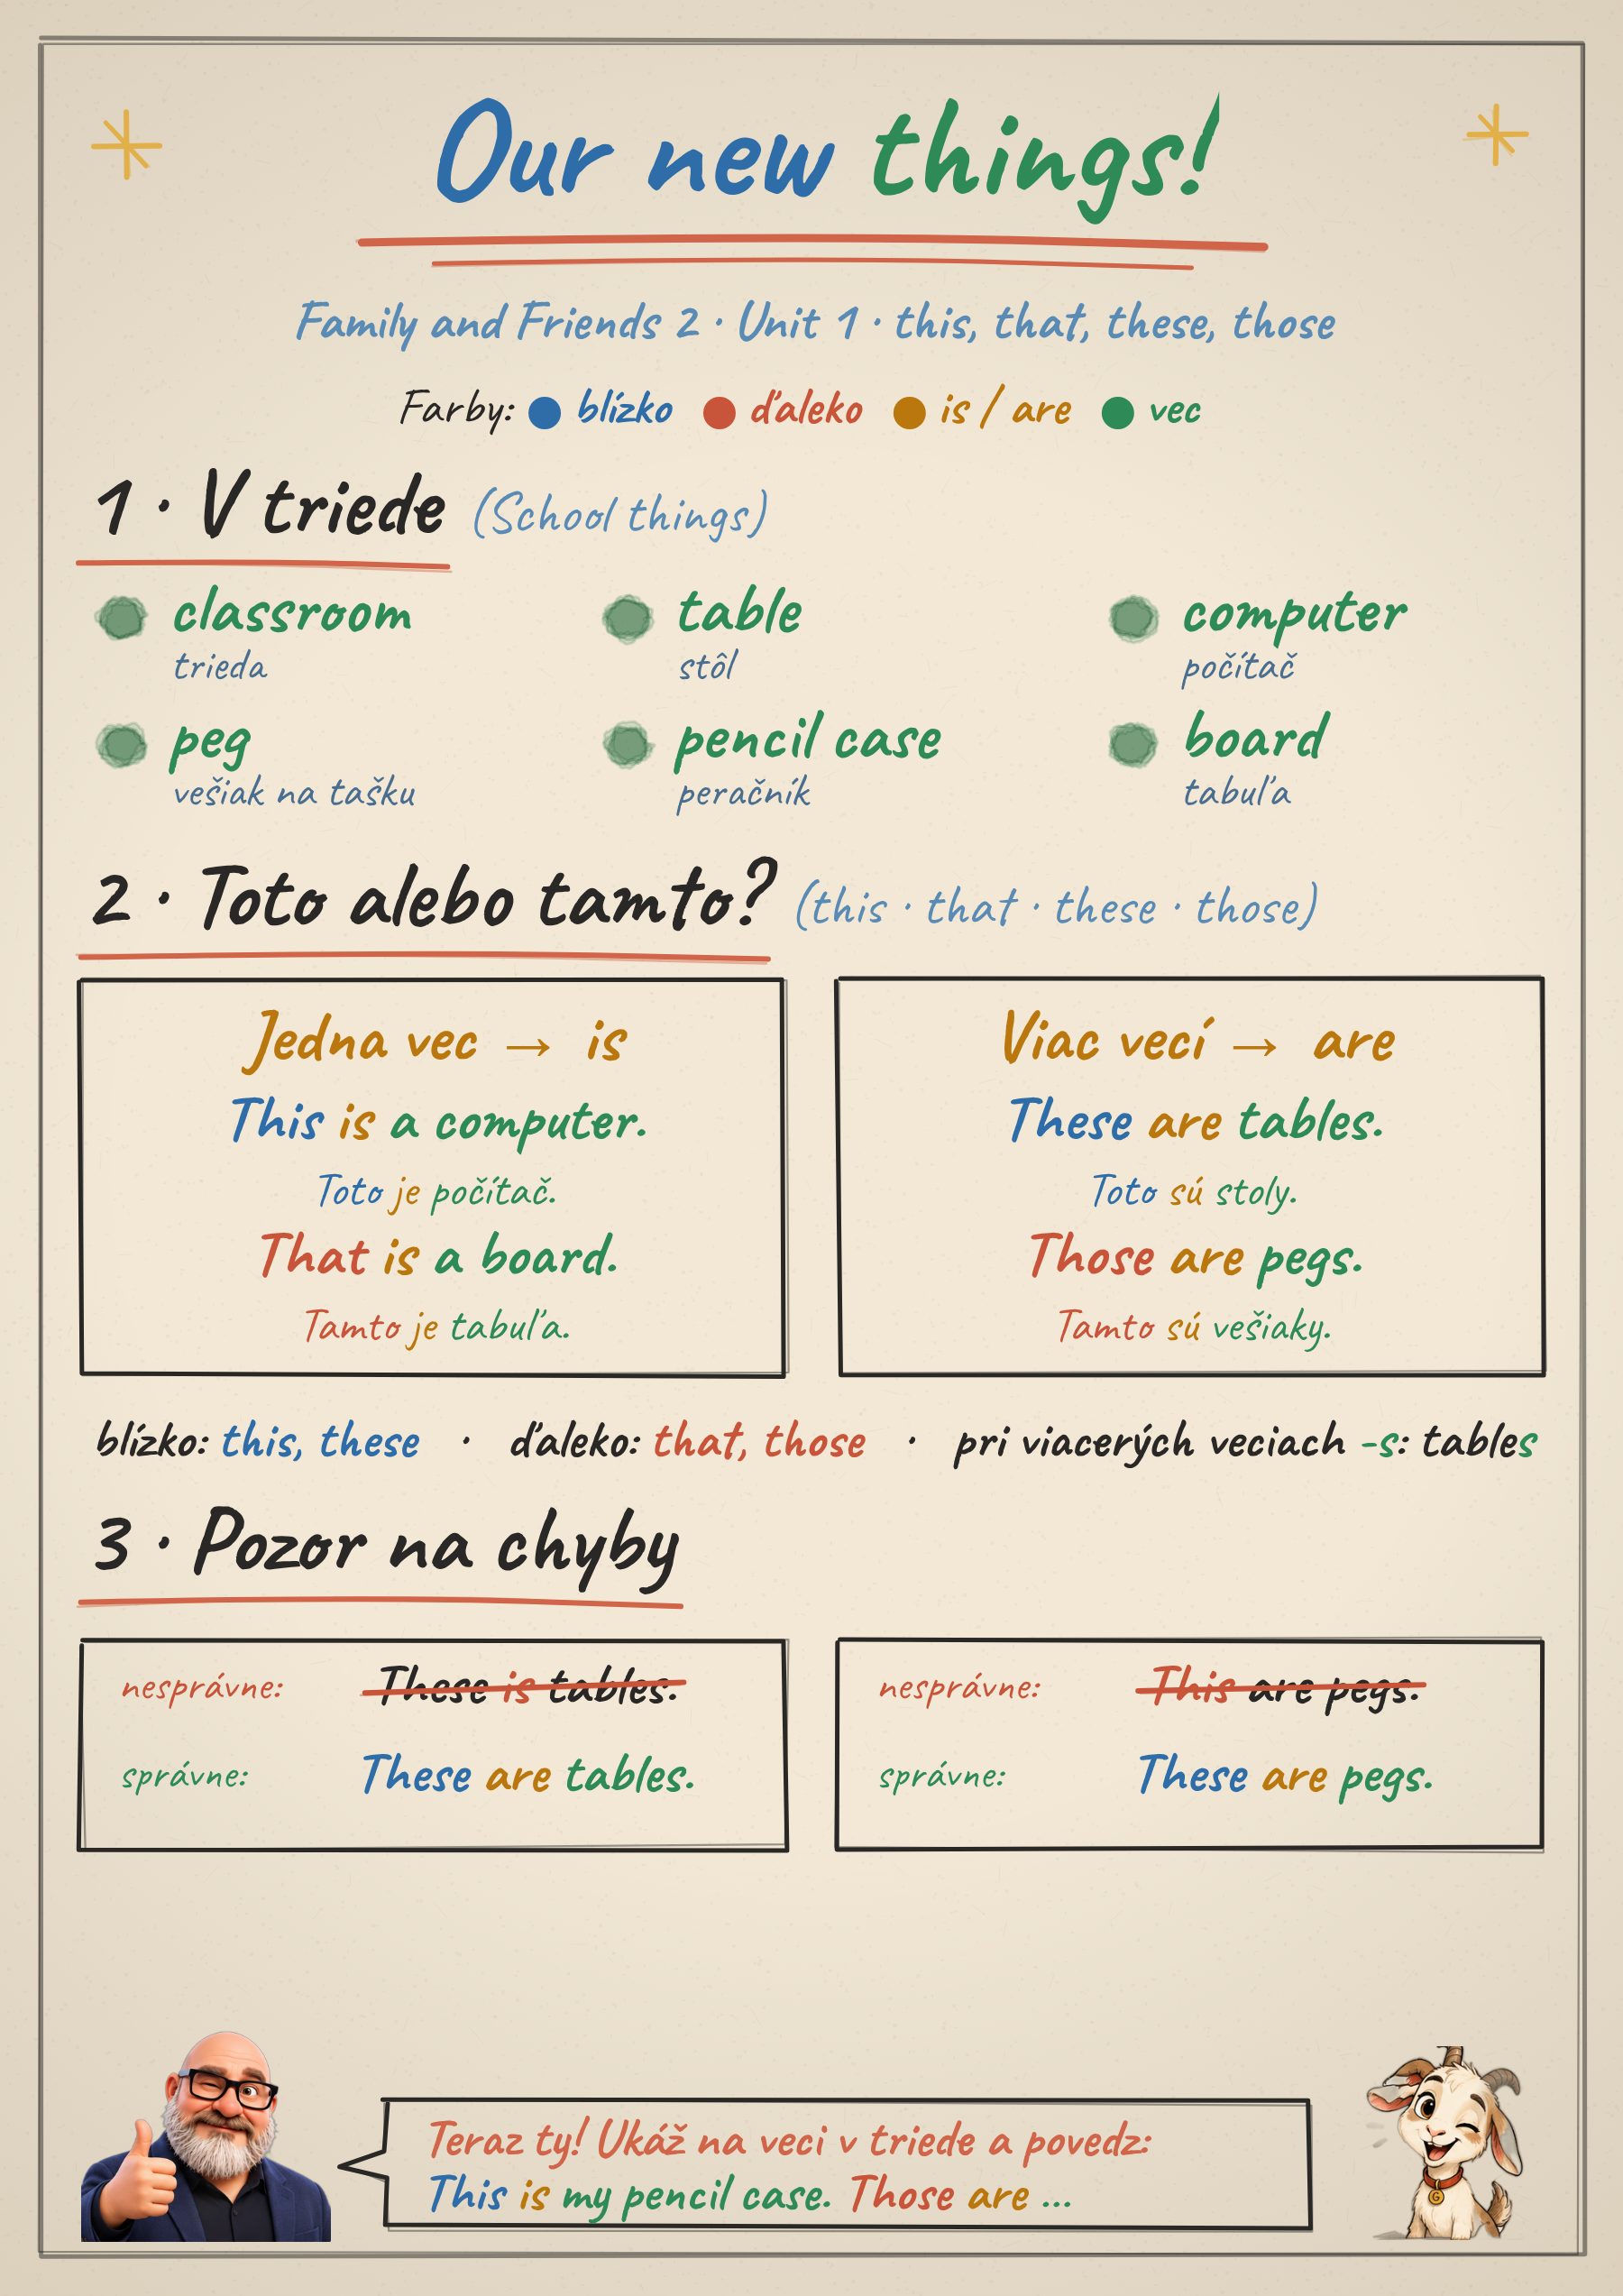 Our new things!
Family and Friends 2 · Unit 1 · this, that, these, those
Farby: blízko ďaleko is / are vec
1 · V triede (School things)
classroom table computer
trieda stôl počítač
peg pencil case board
vešiak na tašku peračník tabuľa
2 · Toto alebo tamto? (this · that · these · those)
Jedna vec → is
This is a computer.
Toto je počítač.
That is a board.
Tamto je tabuľa.
Viac vecí → are
These are tables.
Toto sú stoly.
Those are pegs.
Tamto sú vešiaky.
blízko: this, these · ďaleko: that, those · pri viacerých veciach -s: tables
3 · Pozor na chyby
nesprávne: These is tables.
správne: These are tables.
nesprávne: This are pegs.
správne: These are pegs.
Teraz ty! Ukáž na veci v triede a povedz:
This is my pencil case. Those are ...
G